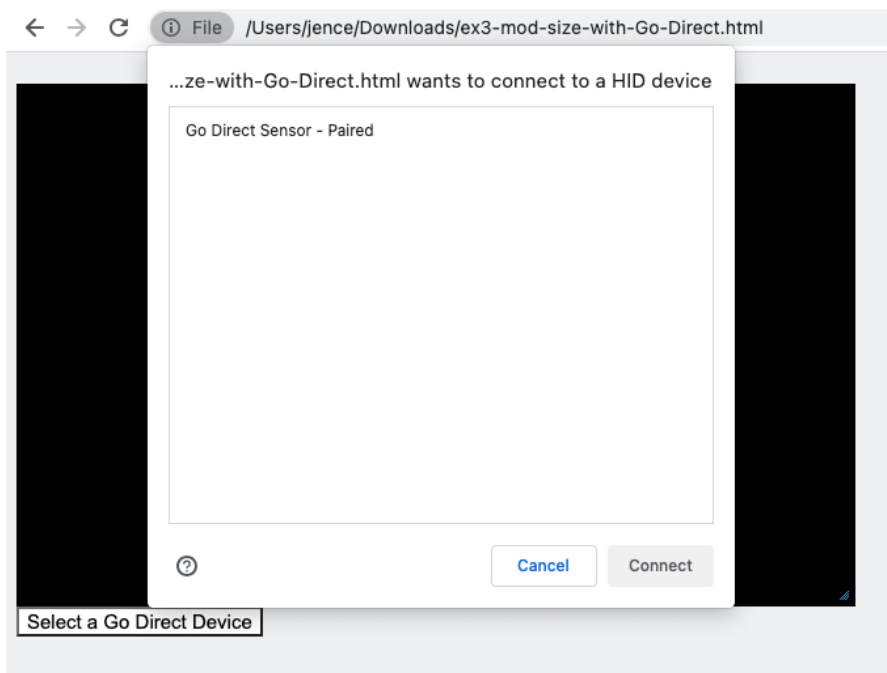 File /Users/jence/Downloads/ex3-mod-size-with-Go-Direct.html
...ze-with-Go-Direct.html wants to connect to a HID device
Go Direct Sensor - Paired
Cancel Connect
Select a Go Direct Device